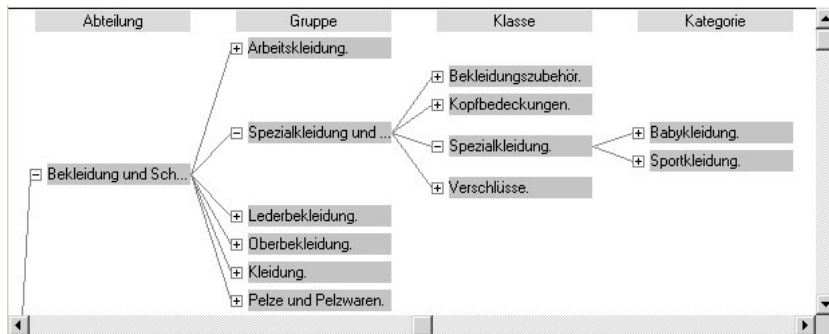 Abteilung Gruppe Klasse Kategorie
Arbeitskleidung.
Bekleidungszubehör.
Kopfbedeckungen.
Spezialkleidung und ... Babykleidung.
Spezialkleidung.
Sportkleidung.
Bekleidung und Sch...
Verschlüsse.
Lederbekleidung.
Oberbekleidung.
Kleidung.
Pelze und Pelzwaren.